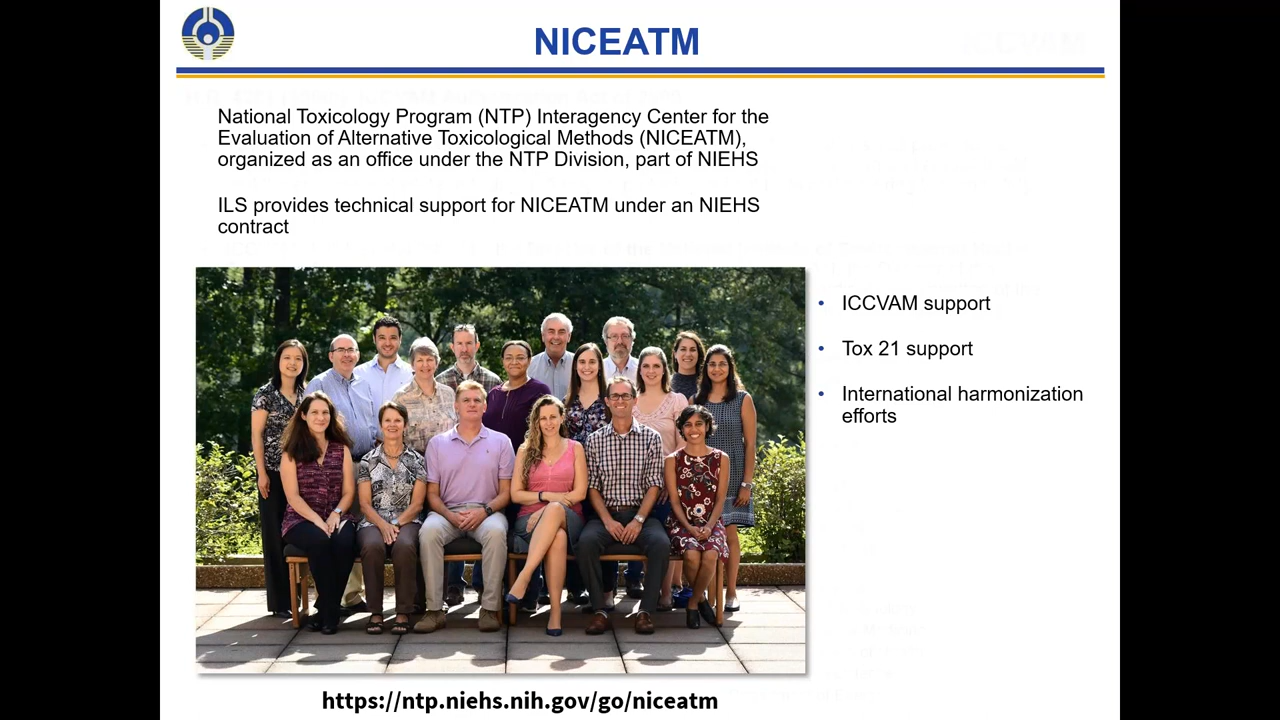 NICEATM
National Toxicology Program (NTP) Interagency Center for the
Evaluation of Alternative Toxicological Methods (NICEATM),
organized as an office under the NTP Division, part of NIEHS
ILS provides technical support for NICEATM under an NIEHS
contract
• ICCVAM support
• Tox 21 support
• International harmonization
efforts
https://ntp.niehs.nih.gov/go/niceatm